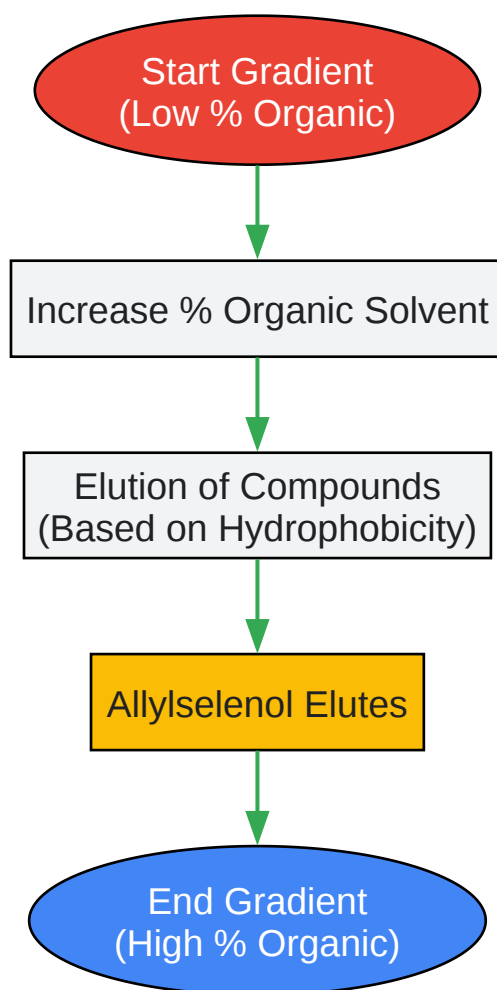 Start Gradient
(Low % Organic)
Increase % Organic Solvent
Elution of Compounds
(Based on Hydrophobicity)
Allylselenol Elutes
End Gradient
(High % Organic)